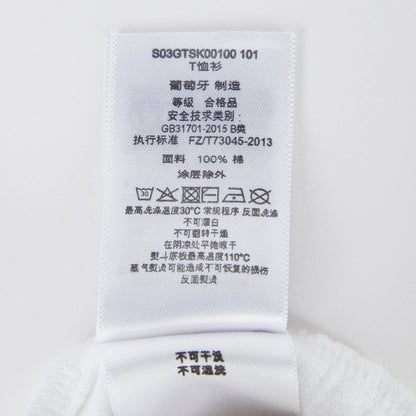 S03GTSK00100 101
T恤衫
葡萄牙 制造
等级 合格品
安全技术类别:
GB31701-2015 B类
执行标准 FZ/T73045-2013
面料 100% 棉
涂层除外
最高洗涤温度30°C 常规程序 反面洗涤
不可漂白
不可翻转干燥
在阴凉处平摊晾干
熨斗底板最高温度110°C
蒸气熨烫可能造成不可恢复的损伤
反面熨烫
不可干洗
不可湿洗